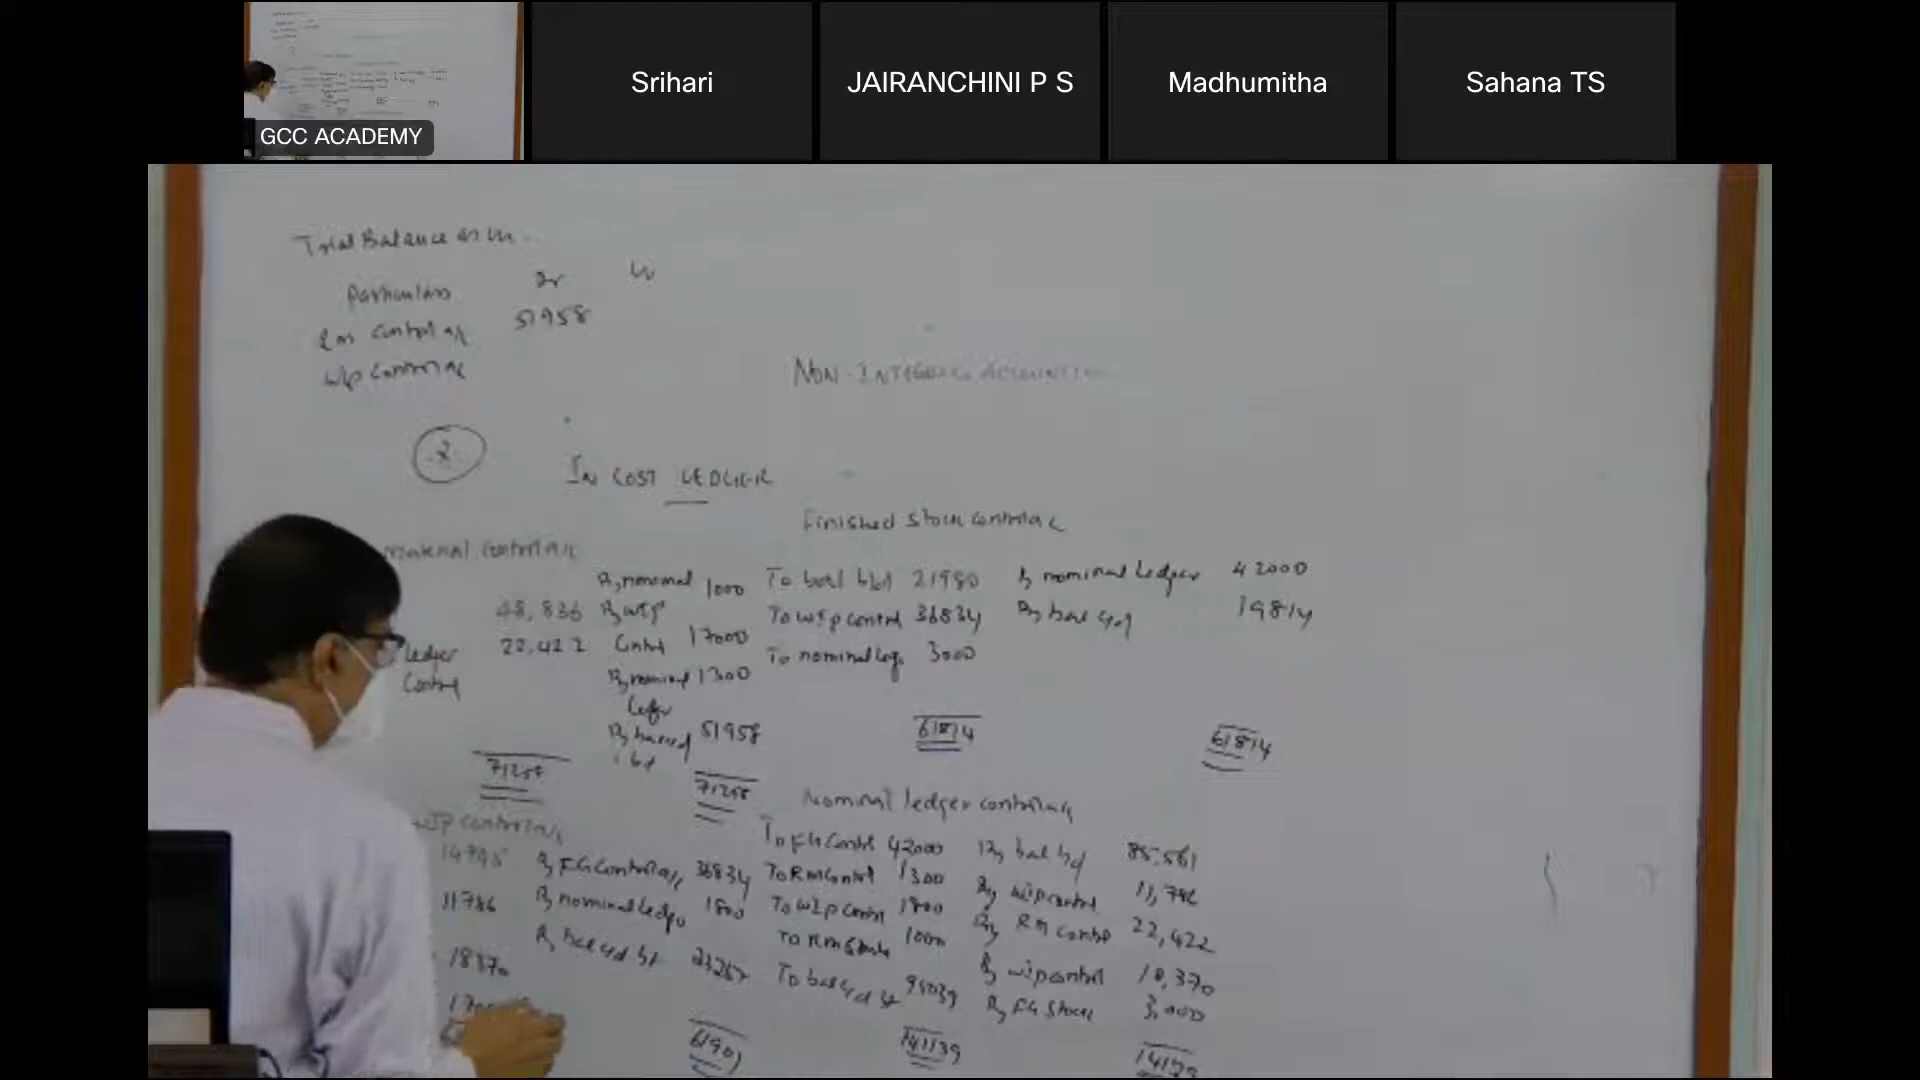 Srihari
JAIRANCHINI P S
Madhumitha
Sahana TS
GCC ACADEMY
Trial Balance as on
Particulars Dr Cr
Rm Control a/c 51958
Wip Control a/c
NON-INTEGRAL ACCOUNTING
2
IN COST LEDGER
Finished Stock Control a/c
To bal b/d 21980 By nominal Ledger 42000
To Wip Control 36834 By bal c/d 19814
To nominal Leg. 3000
61814 61814
Material Control a/c
By nominal 1000
48,836 By WIP
Ledger 22,422 Control 17000
Control
By nominal 1300
Ledger
By bal c/d 51958
71258 71258
Nominal ledger Control a/c
To FG Control 42000 By bal b/d 85,561
To RM Control 1300 By wip control 11,786
To WIp Control 1800 By RM Control 22,422
To RM 1000 By wip control 18,370
To bal c/d 95039 By FG Stock 3,000
141139
WIP Control a/c
14795 By FG Control a/c 36834
11786 By nominal Ledger 1800
18370 By bal c/d 23267
61901